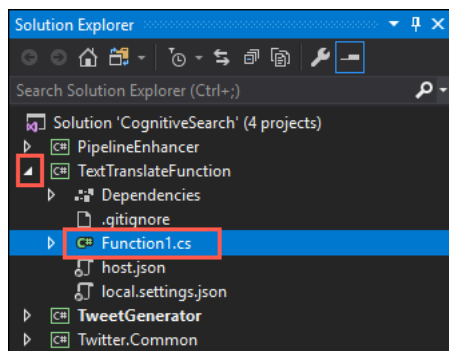 Solution Explorer
Search Solution Explorer (Ctrl+;)
Solution 'CognitiveSearch' (4 projects)
C# PipelineEnhancer
C# TextTranslateFunction
Dependencies
.gitignore
C# Function1.cs
host.json
local.settings.json
C# TweetGenerator
C# Twitter.Common